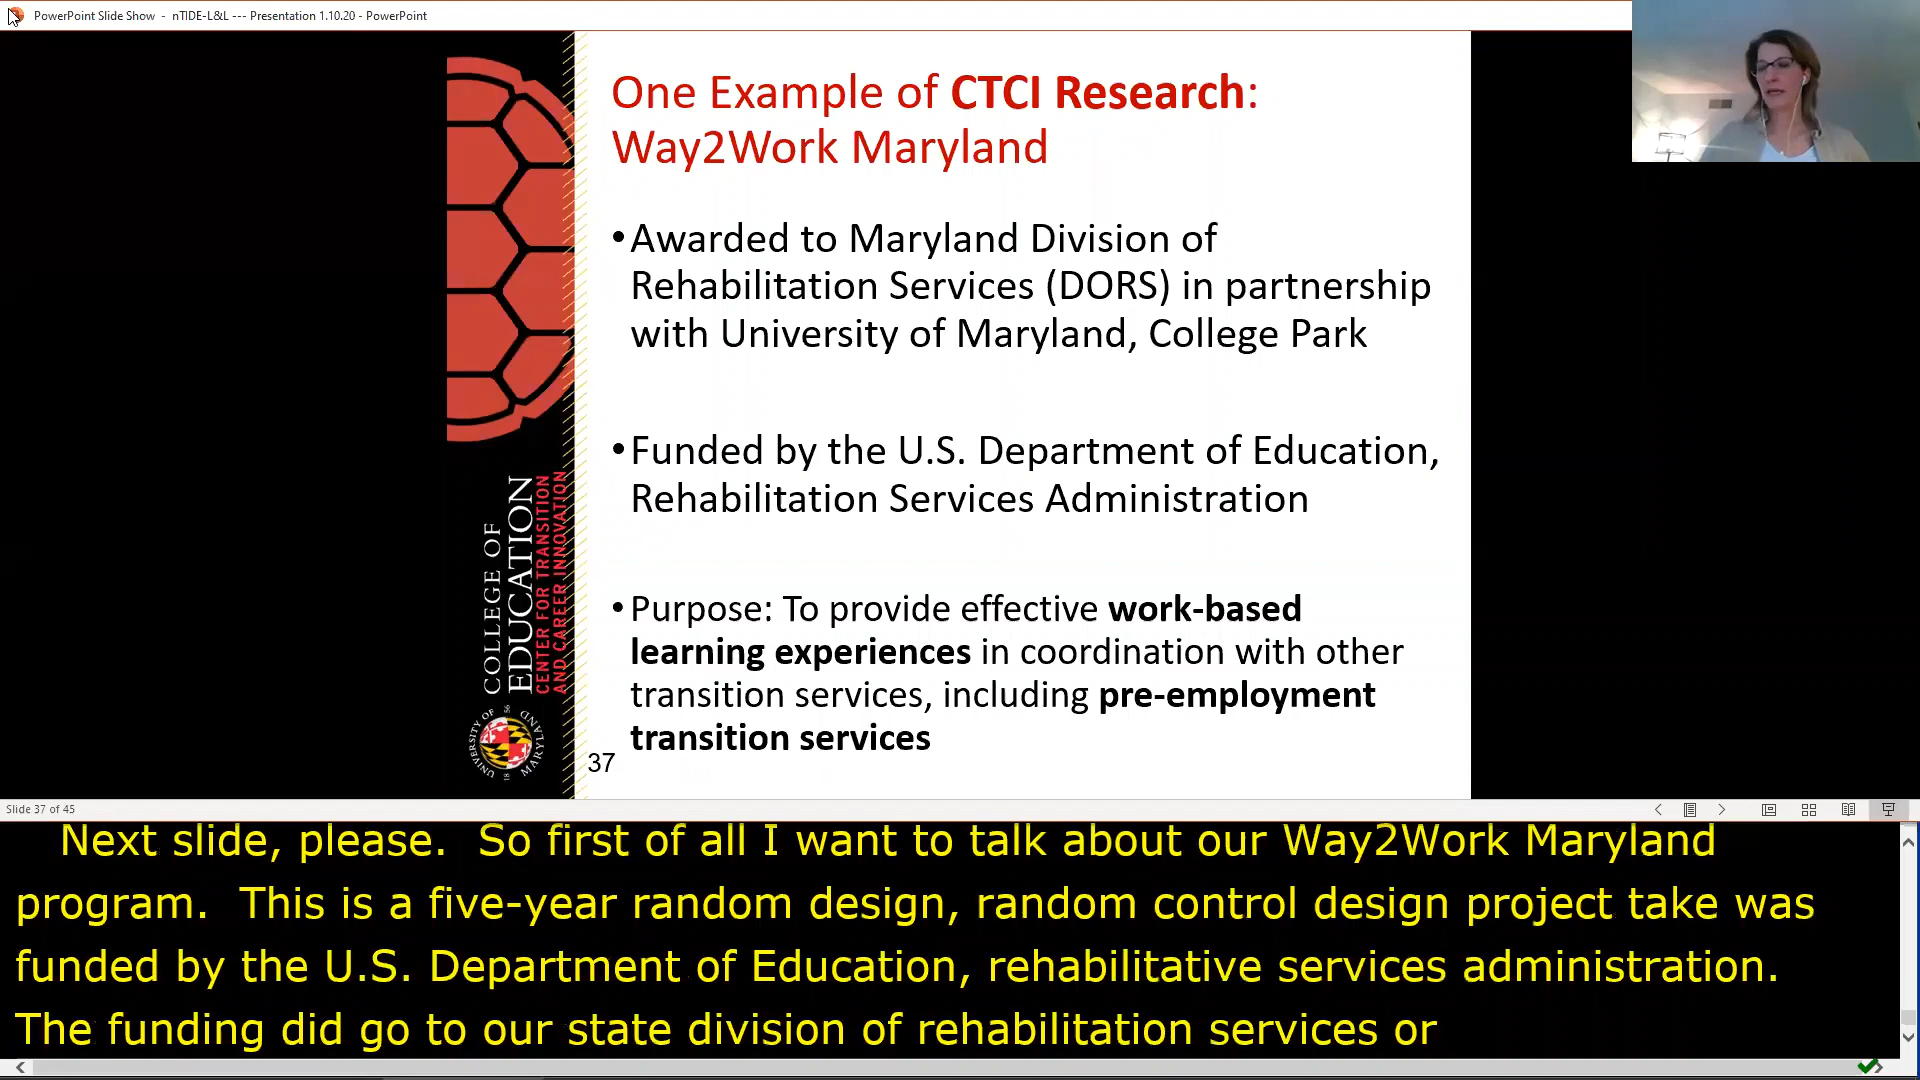 PowerPoint Slide Show - nTIDE-L&L --- Presentation 1.10.20 - PowerPoint
One Example of CTCI Research:
Way2Work Maryland
•Awarded to Maryland Division of
Rehabilitation Services (DORS) in partnership
with University of Maryland, College Park
•Funded by the U.S. Department of Education,
Rehabilitation Services Administration
•Purpose: To provide effective work-based
learning experiences in coordination with other
transition services, including pre-employment
transition services
37
COLLEGE OF
EDUCATION
CENTER FOR TRANSITION
AND CAREER INNOVATION
UNIVERSITY OF
MARYLAND
18 56
Slide 37 of 45
Next slide, please. So first of all I want to talk about our Way2Work Maryland
program. This is a five-year random design, random control design project take was
funded by the U.S. Department of Education, rehabilitative services administration.
The funding did go to our state division of rehabilitation services or